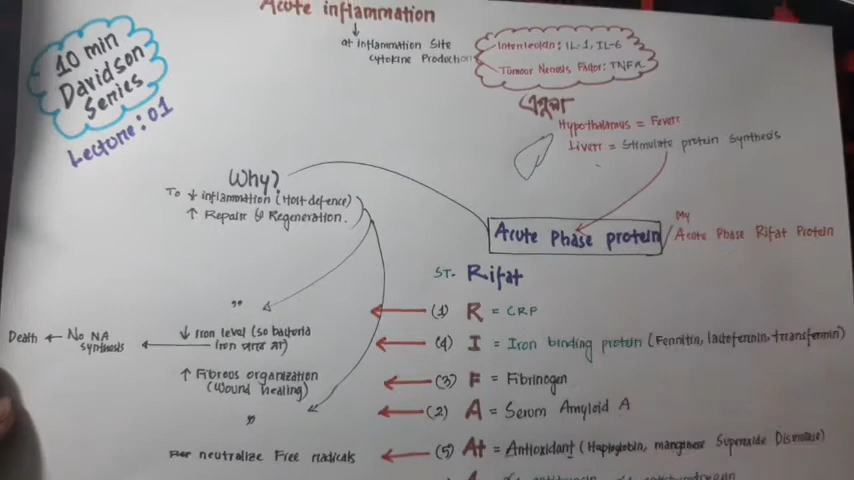 Acute inflammation
10 min
Davidson
Series
Lecture: 01
at inflammation site
cytokine Production
Interleukin: IL-1, IL-6
Tumour Necrosis Factor: TNFα
Hypothalamus = Fever
Liver = Stimulate protein synthesis
Why?
To ↓ inflammation (Host defence)
↑ Repair & Regeneration.
Acute Phase protein
My
Acute Phase Rifat Protein
ST. Rifat
"
(1) R = CRP
Death ← No NA synthesis ← ↓ Iron level (so bacteria
Iron পাবে না)
(4) I = Iron binding protein (Ferritin, lactoferrin, transferrin)
↑ Fibrous organization
(Wound healing)
(3) F = Fibrinogen
"
(2) A = Serum Amyloid A
neutralize Free radicals
(5) At = Antioxidant (Haptoglobin, manganese Superoxide Dismutase)